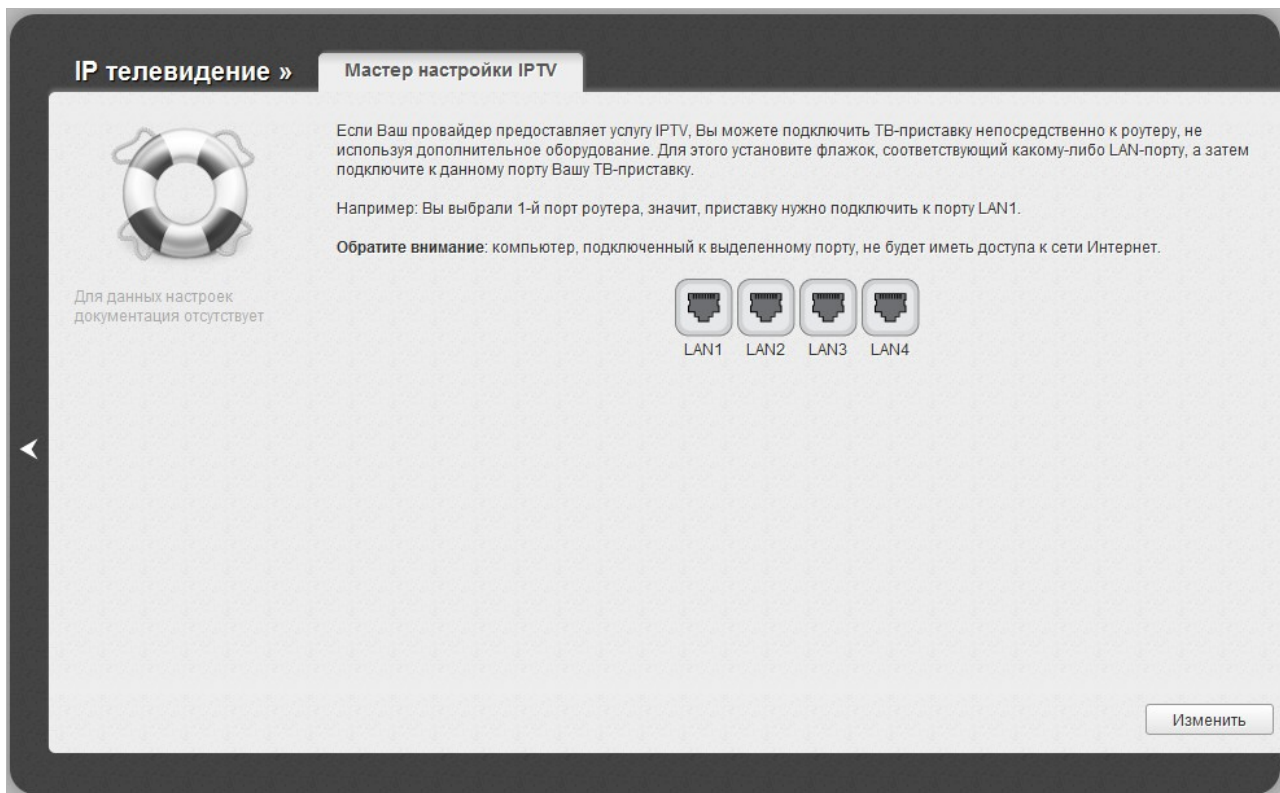 IP телевидение »
Мастер настройки IPTV
Если Ваш провайдер предоставляет услугу IPTV, Вы можете подключить ТВ-приставку непосредственно к роутеру, не
используя дополнительное оборудование. Для этого установите флажок, соответствующий какому-либо LAN-порту, а затем
подключите к данному порту Вашу ТВ-приставку.
Например: Вы выбрали 1-й порт роутера, значит, приставку нужно подключить к порту LAN1.
Обратите внимание: компьютер, подключенный к выделенному порту, не будет иметь доступа к сети Интернет.
Для данных настроек
документация отсутствует
LAN1 LAN2 LAN3 LAN4
Изменить